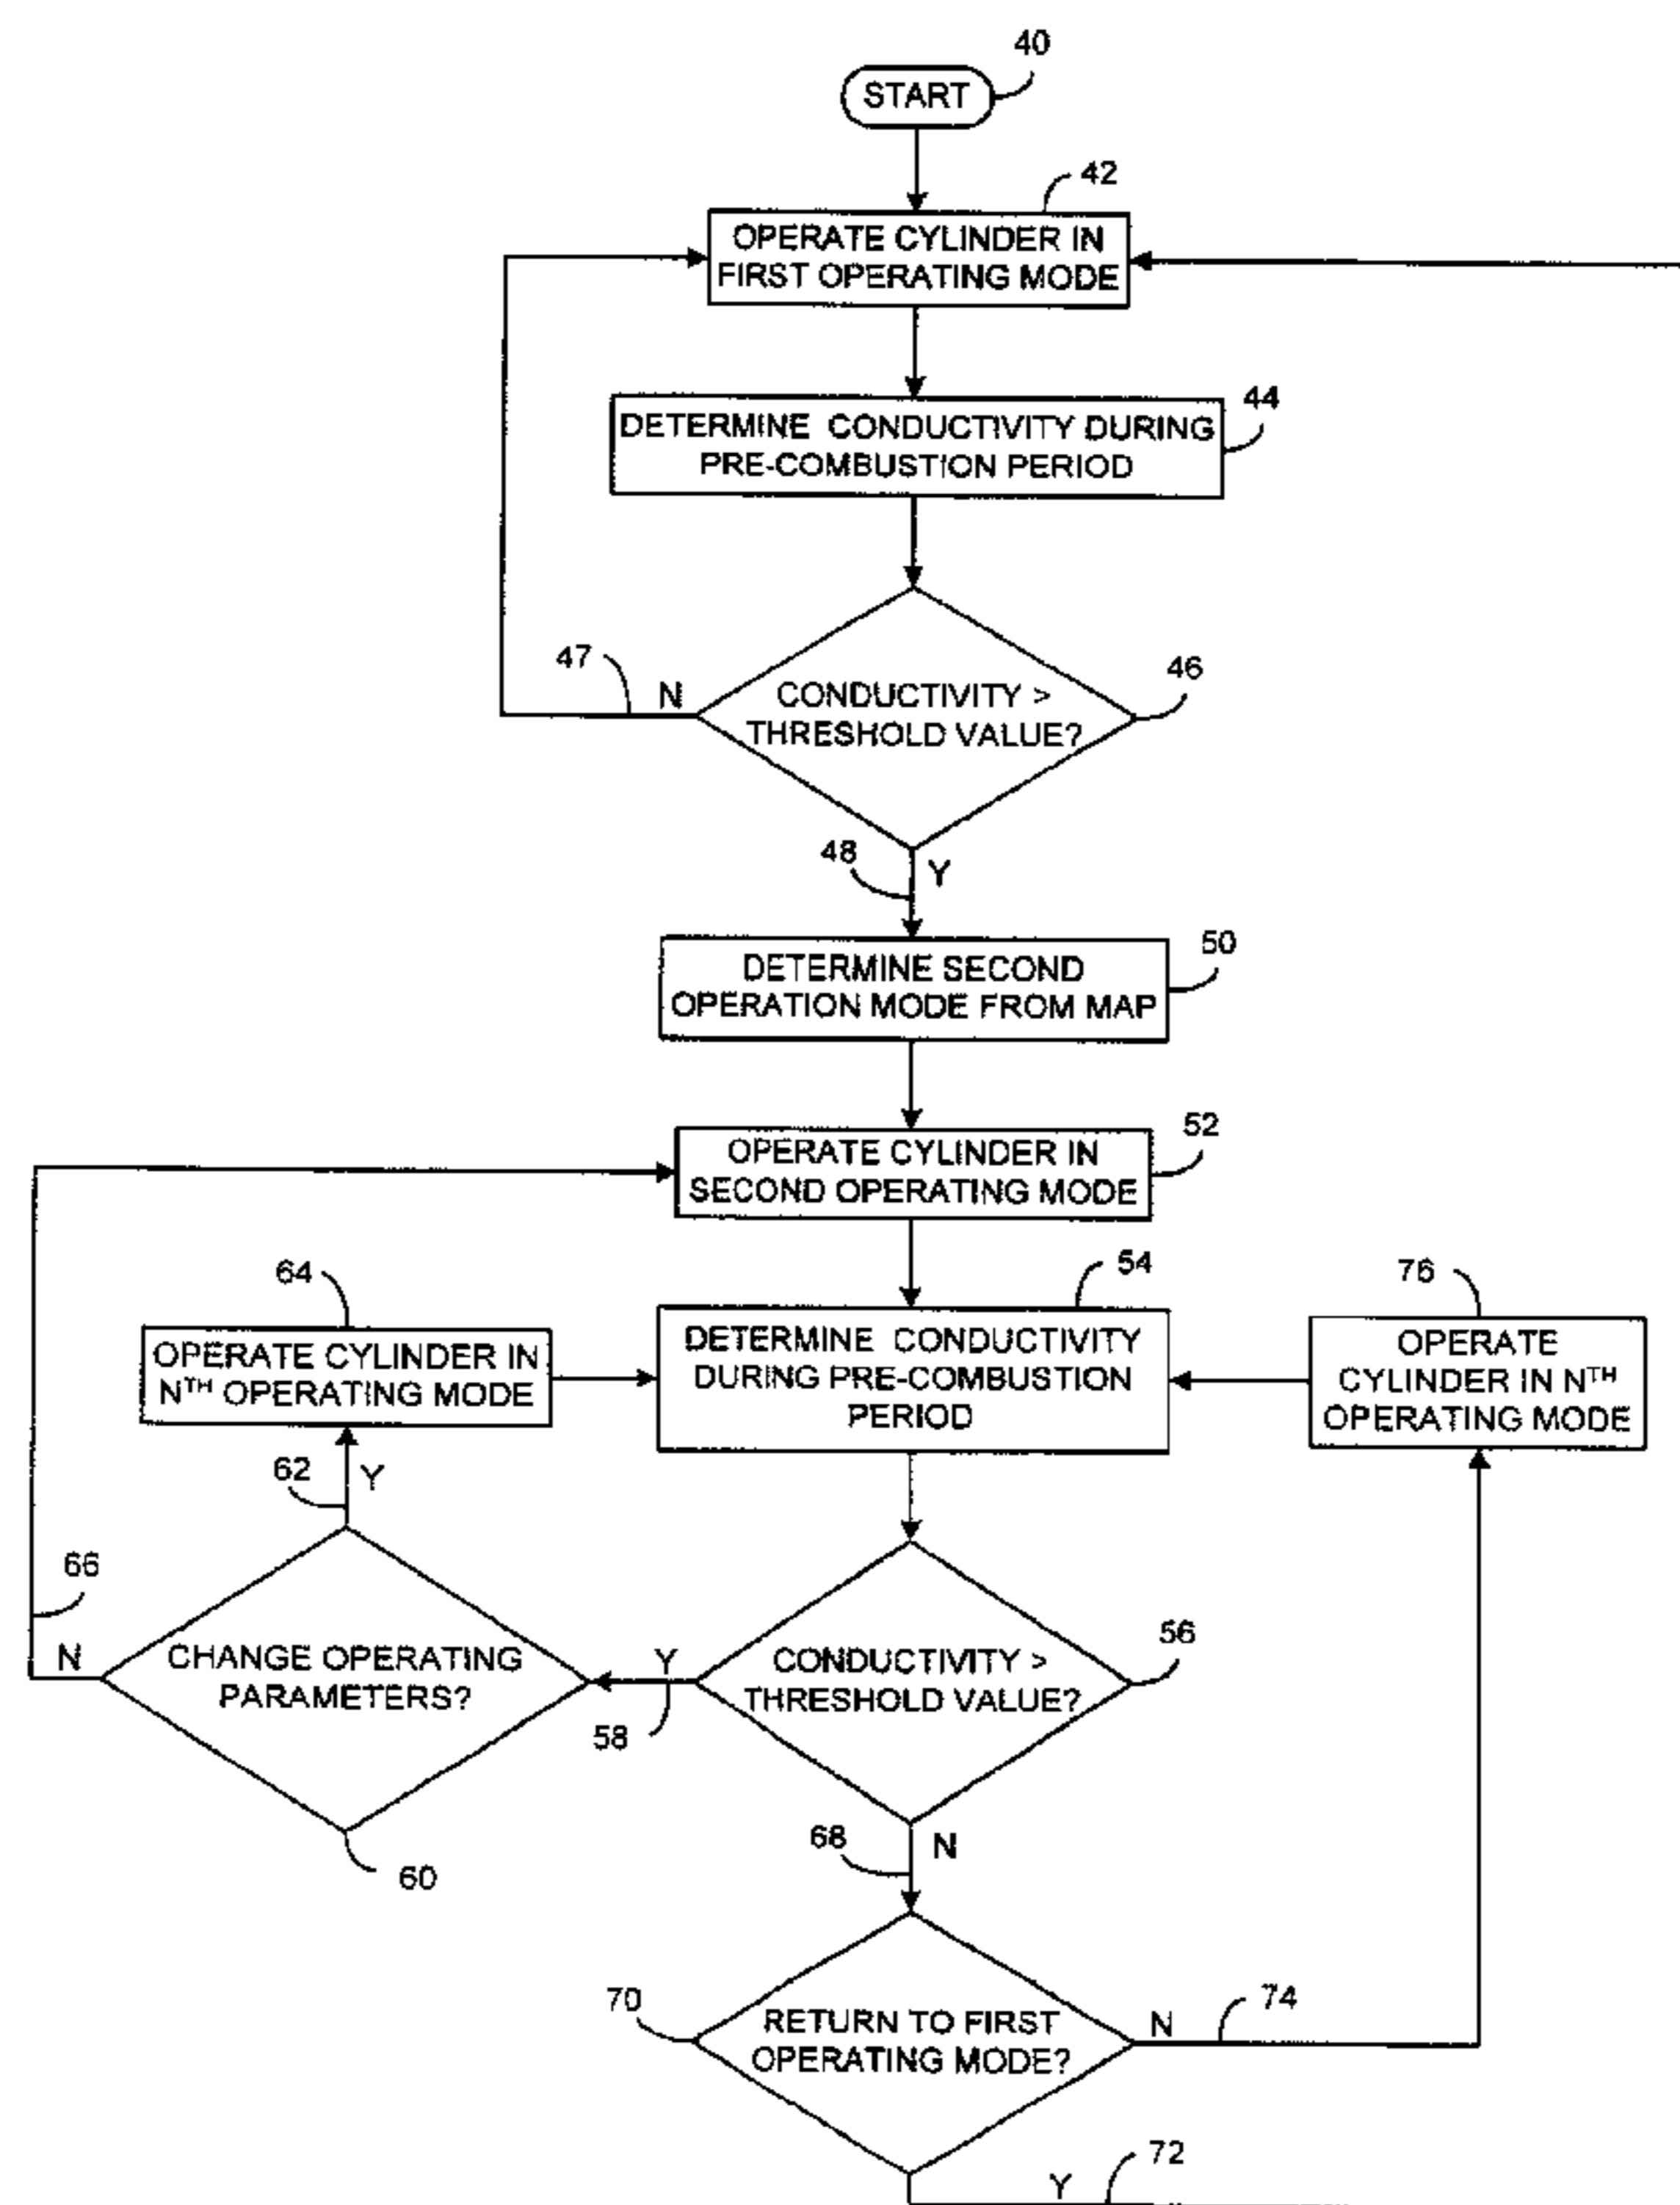 40
START
42
OPERATE CYLINDER IN
FIRST OPERATING MODE
44
DETERMINE CONDUCTIVITY DURING
PRE-COMBUSTION PERIOD
47
N
CONDUCTIVITY >
THRESHOLD VALUE?
46
48
Y
DETERMINE SECOND
OPERATION MODE FROM MAP
50
OPERATE CYLINDER IN
SECOND OPERATING MODE
52
64
OPERATE CYLINDER IN
NTH OPERATING MODE
54
DETERMINE CONDUCTIVITY
DURING PRE-COMBUSTION
PERIOD
76
OPERATE
CYLINDER IN NTH
OPERATING MODE
62
Y
66
N
CHANGE OPERATING
PARAMETERS?
60
Y
58
CONDUCTIVITY >
THRESHOLD VALUE?
56
68
N
70
RETURN TO FIRST
OPERATING MODE?
N
74
Y
72